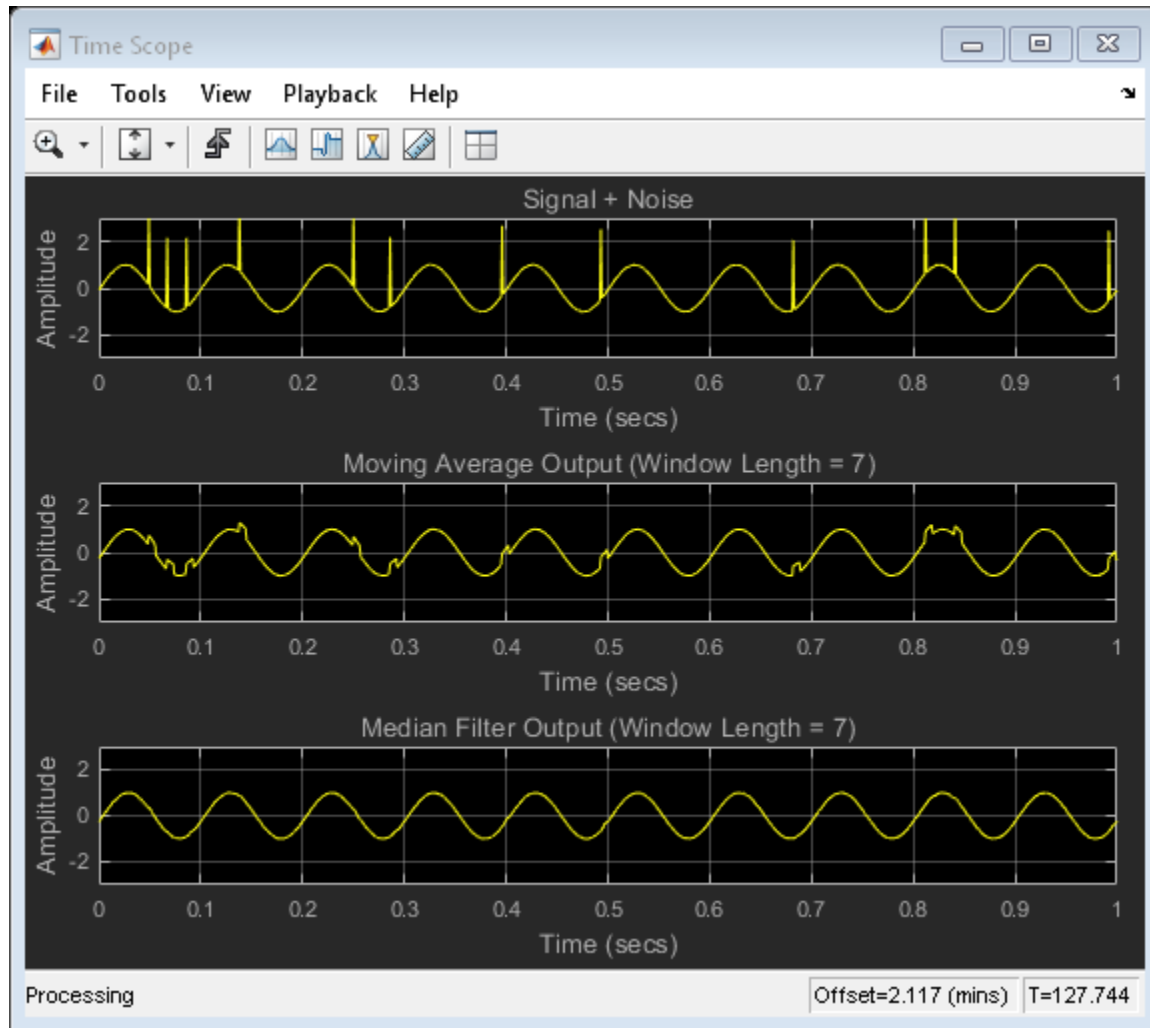 Time Scope
File Tools View Playback Help
Signal + Noise
Amplitude
2
0
-2
0 0.1 0.2 0.3 0.4 0.5 0.6 0.7 0.8 0.9 1
Time (secs)
Moving Average Output (Window Length = 7)
Amplitude
2
0
-2
0 0.1 0.2 0.3 0.4 0.5 0.6 0.7 0.8 0.9 1
Time (secs)
Median Filter Output (Window Length = 7)
Amplitude
2
0
-2
0 0.1 0.2 0.3 0.4 0.5 0.6 0.7 0.8 0.9 1
Time (secs)
Processing Offset=2.117 (mins) T=127.744